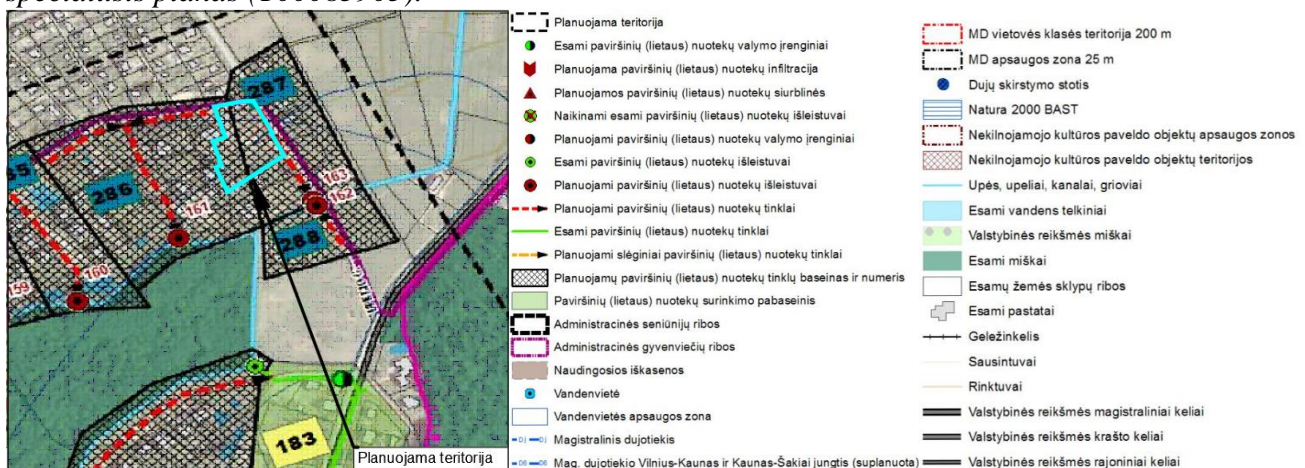 specialusis planas (T00085905).
287
286
288
163
162
161
160
159
183
Planuojama teritorija
Planuojama teritorija
Esami paviršinių (lietaus) nuotekų valymo įrenginiai
Planuojama paviršinių (lietaus) nuotekų infiltracija
Planuojamos paviršinių (lietaus) nuotekų siurblinės
Naikinami esami paviršinių (lietaus) nuotekų išleistuvai
Planuojami paviršinių (lietaus) nuotekų valymo įrenginiai
Esami paviršinių (lietaus) nuotekų išleistuvai
Planuojami paviršinių (lietaus) nuotekų išleistuvai
Planuojami paviršinių (lietaus) nuotekų tinklai
Esami paviršinių (lietaus) nuotekų tinklai
Planuojami slėginiai paviršinių (lietaus) nuotekų tinklai
Planuojamų paviršinių (lietaus) nuotekų tinklų baseinas ir numeris
Paviršinių (lietaus) nuotekų surinkimo pabaseinis
Administracinės seniūnijų ribos
Administracinės gyvenviečių ribos
Naudingosios iškasenos
Vandenvietė
Vandenvietės apsaugos zona
Magistralinis dujotiekis
Mag. dujotiekio Vilnius-Kaunas ir Kaunas-Šakiai jungtis (suplanuota)
MD vietovės klasės teritorija 200 m
MD apsaugos zona 25 m
Dujų skirstymo stotis
Natura 2000 BAST
Nekilnojamojo kultūros paveldo objektų apsaugos zonos
Nekilnojamojo kultūros paveldo objektų teritorijos
Upės, upeliai, kanalai, grioviai
Esami vandens telkiniai
Valstybinės reikšmės miškai
Esami miškai
Esamų žemės sklypų ribos
Esami pastatai
Geležinkelis
Sausintuvai
Rinktuvai
Valstybinės reikšmės magistraliniai keliai
Valstybinės reikšmės krašto keliai
Valstybinės reikšmės rajoniniai keliai